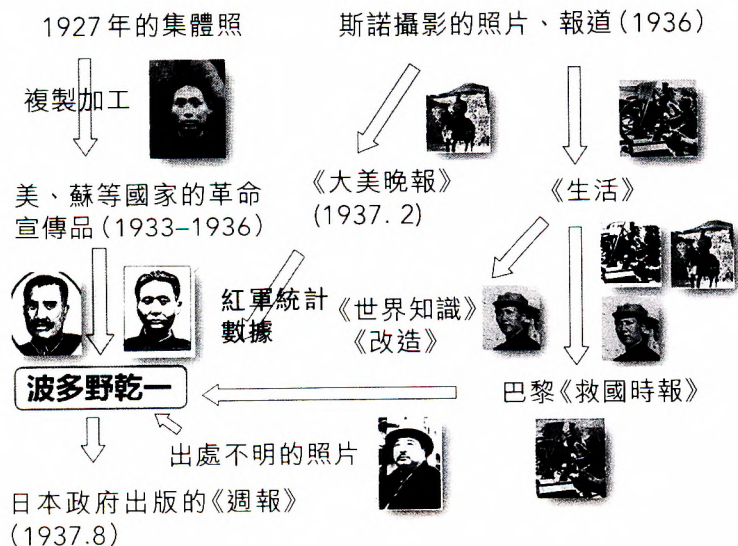 1927年的集體照
斯諾攝影的照片、報道(1936)
複製加工
美、蘇等國家的革命
宣傳品(1933–1936)
《大美晚報》
(1937. 2)
《生活》
紅軍統計
數據
《世界知識》
《改造》
波多野乾一
巴黎《救國時報》
出處不明的照片
日本政府出版的《週報》
(1937.8)